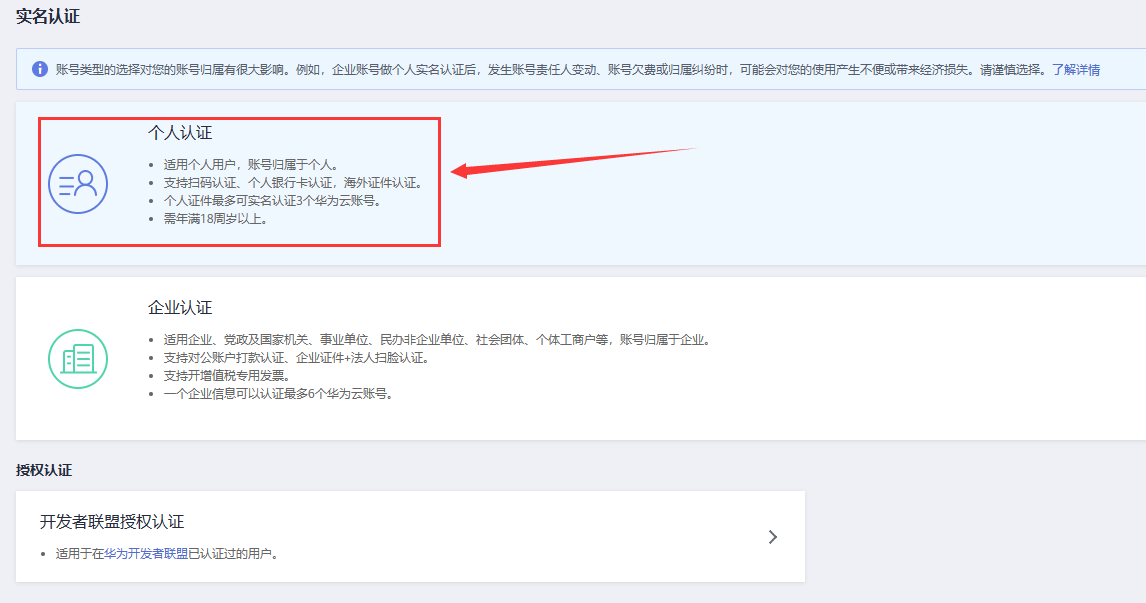 实名认证
账号类型的选择对您的账号归属有很大影响。例如，企业账号做个人实名认证后，发生账号责任人变动、账号欠费或归属纠纷时，可能会对您的使用产生不便或带来经济损失。请谨慎选择。了解详情
个人认证
适用个人用户，账号归属于个人。
支持扫码认证、个人银行卡认证，海外证件认证。
个人证件最多可实名认证3个华为云账号。
需年满18周岁以上。
企业认证
适用企业、党政及国家机关、事业单位、民办非企业单位、社会团体、个体工商户等，账号归属于企业。
支持对公账户打款认证、企业证件+法人扫脸认证。
支持开增值税专用发票。
一个企业信息可以认证最多6个华为云账号。
授权认证
开发者联盟授权认证
适用于在华为开发者联盟已认证过的用户。